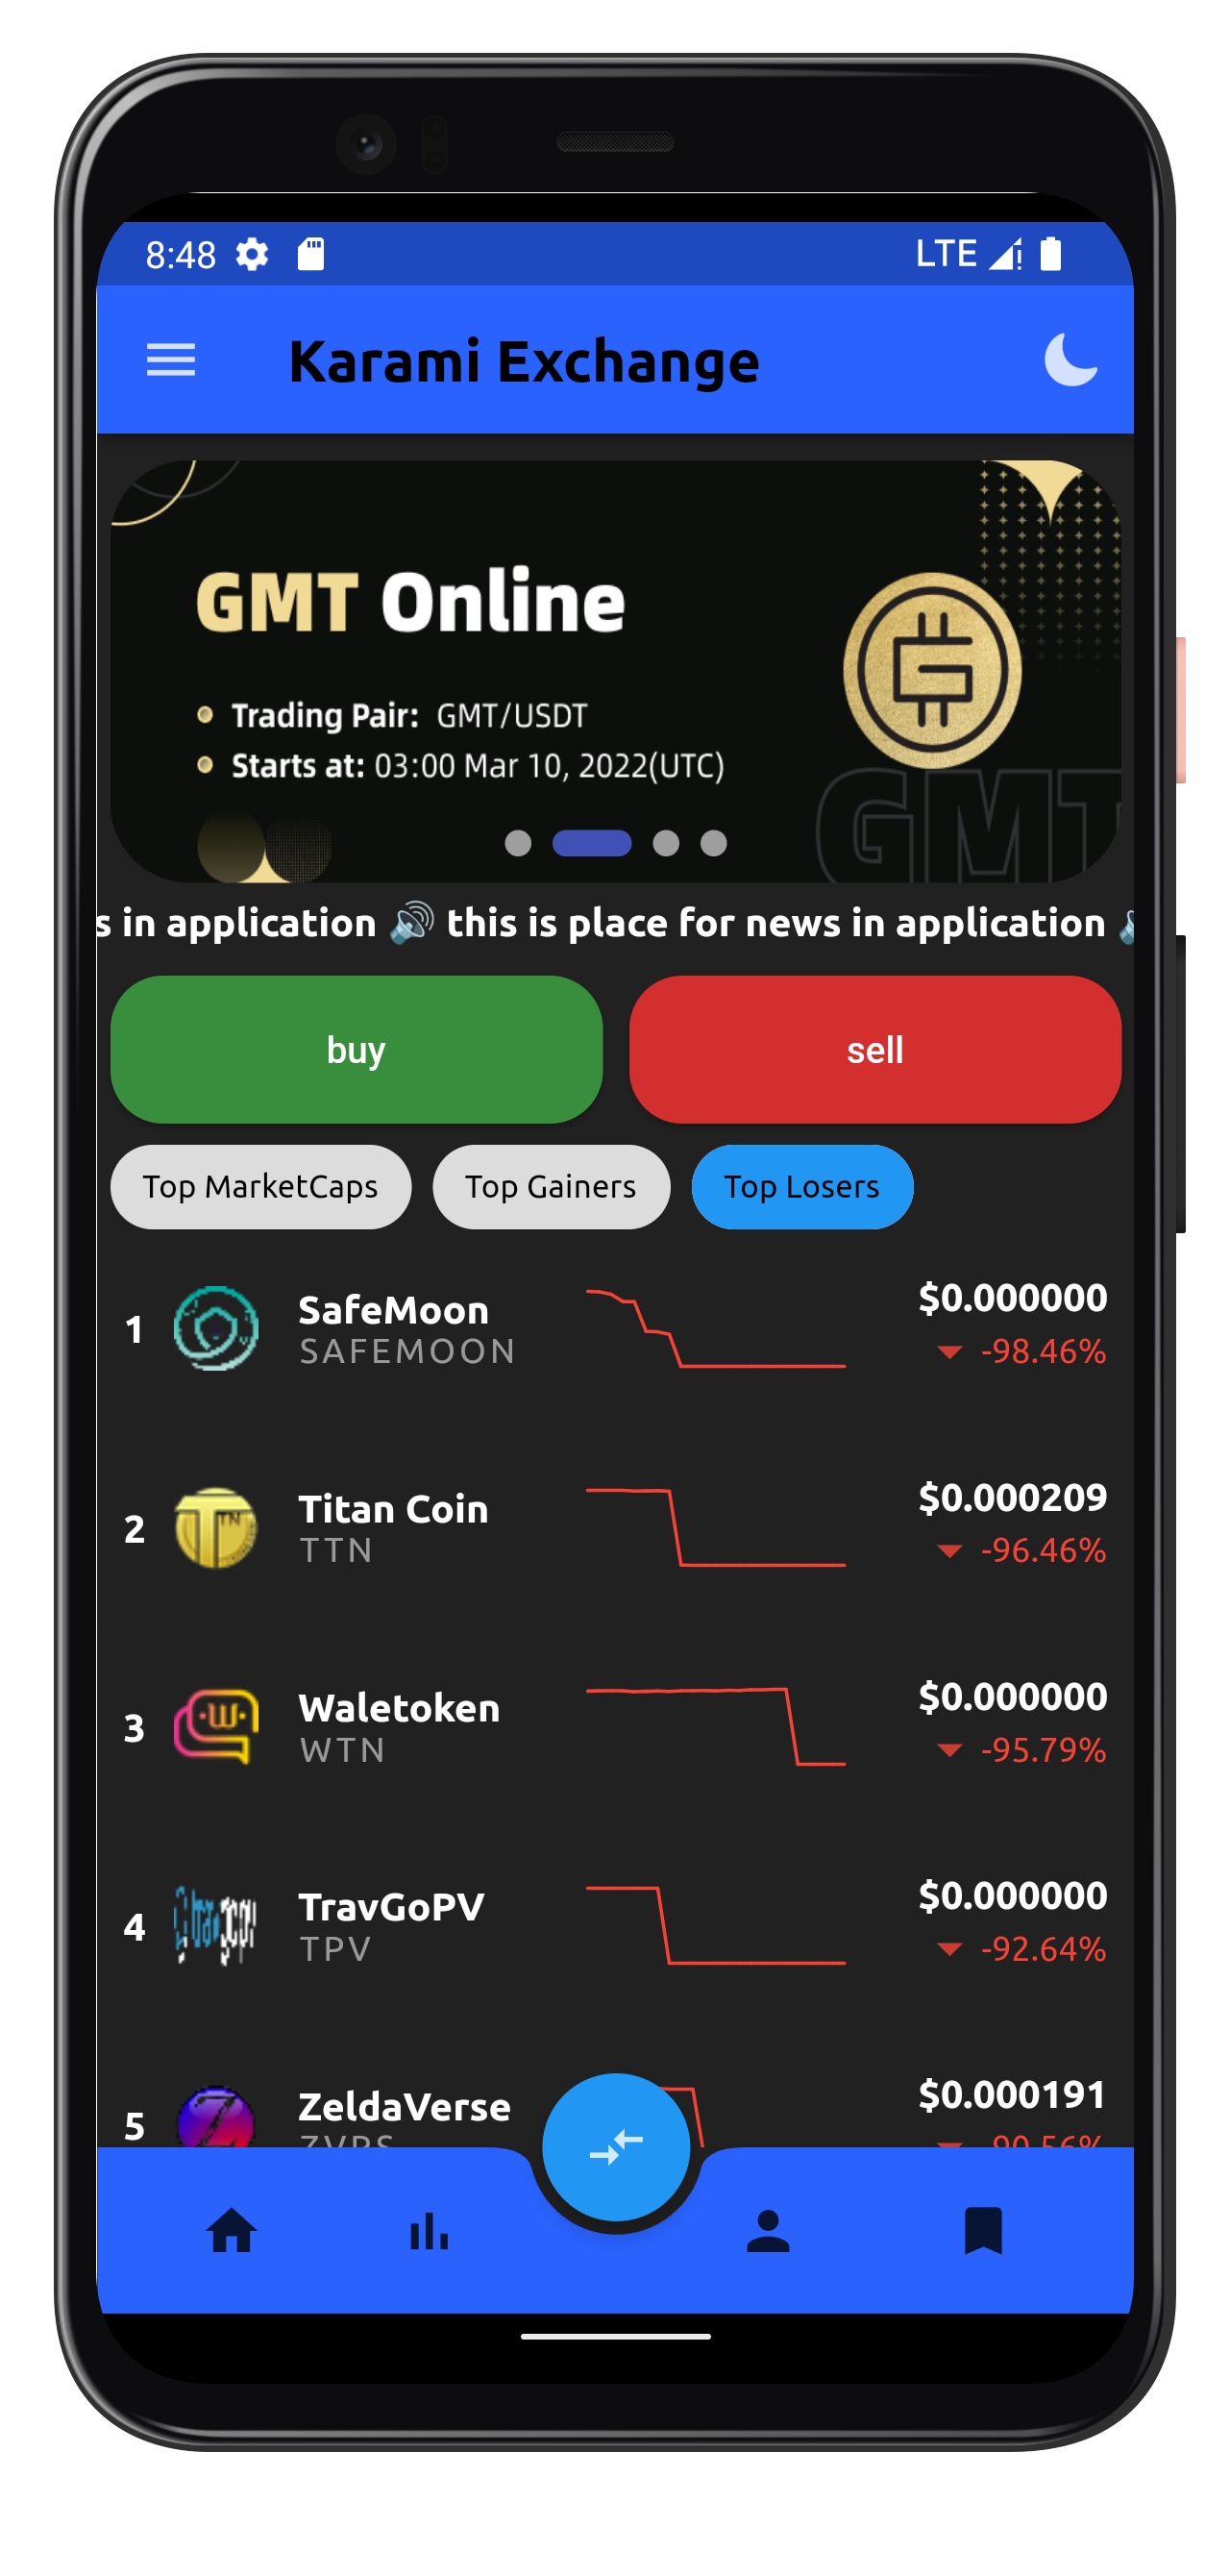 8:48 LTE
Karami Exchange
GMT Online
Trading Pair: GMT/USDT
Starts at: 03:00 Mar 10, 2022(UTC)
GMT
s in application 🔊 this is place for news in application 🔊
buy sell
Top MarketCaps Top Gainers Top Losers
1 SafeMoon $0.000000
SAFEMOON -98.46%
2 Titan Coin $0.000209
TTN -96.46%
3 Waletoken $0.000000
WTN -95.79%
4 TravGoPV $0.000000
TPV -92.64%
5 ZeldaVerse $0.000191
ZVRS -90.56%